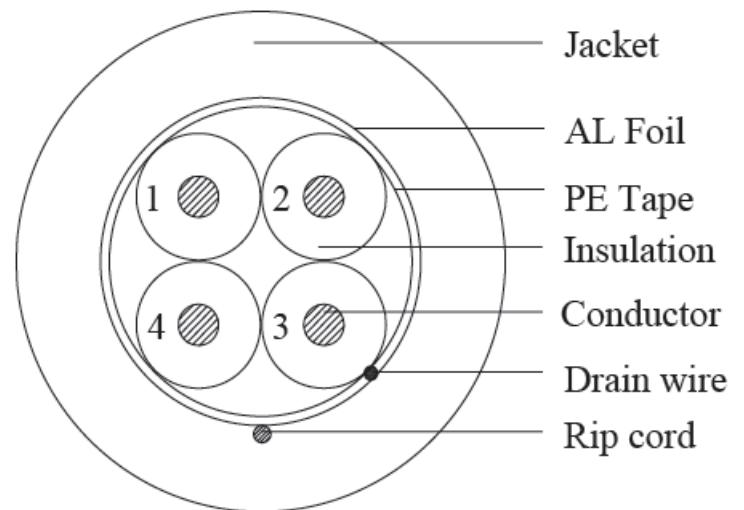 Jacket
AL Foil
1 2
PE Tape
Insulation
4 3
Conductor
Drain wire
Rip cord